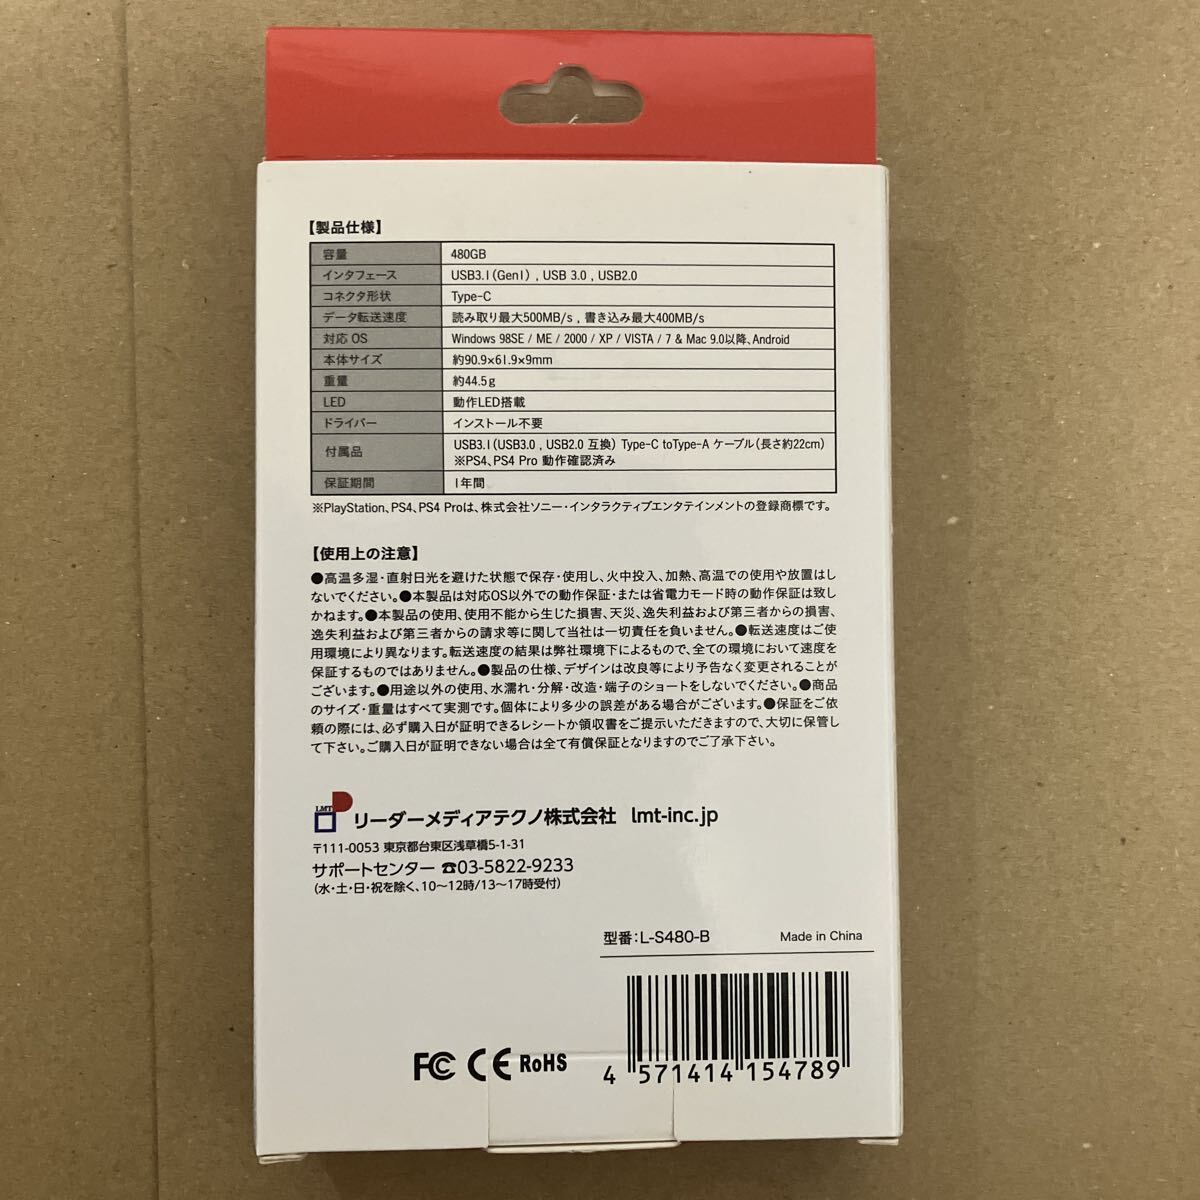 【製品仕様】
容量 480GB
インタフェース USB3.1(Gen1) , USB 3.0 , USB2.0
コネクタ形状 Type-C
データ転送速度 読み取り最大500MB/s , 書き込み最大400MB/s
対応 OS Windows 98SE / ME / 2000 / XP / VISTA / 7 & Mac 9.0以降、Android
本体サイズ 約90.9×61.9×9mm
重量 約44.5g
LED 動作LED搭載
ドライバー インストール不要
付属品 USB3.1(USB3.0 , USB2.0 互換) Type-C toType-A ケーブル(長さ約22cm)
※PS4、PS4 Pro 動作確認済み
保証期間 1年間
※PlayStation、PS4、PS4 Proは、株式会社ソニー・インタラクティブエンタテインメントの登録商標です。
【使用上の注意】
●高温多湿・直射日光を避けた状態で保存・使用し、火中投入、加熱、高温での使用や放置はし
ないでください。●本製品は対応OS以外での動作保証・または省電力モード時の動作保証は致し
かねます。●本製品の使用、使用不能から生じた損害、天災、逸失利益および第三者からの損害、
逸失利益および第三者からの請求等に関して当社は一切責任を負いません。●転送速度はご使
用環境により異なります。転送速度の結果は弊社環境下によるもので、全ての環境において速度を
保証するものではありません。●製品の仕様、デザインは改良等により予告なく変更されることが
ございます。●用途以外の使用、水濡れ・分解・改造・端子のショートをしないでください。●商品
のサイズ・重量はすべて実測です。個体により多少の誤差がある場合がございます。●保証をご依
頼の際には、必ず購入日が証明できるレシートか領収書をご提示いただきますので、大切に保管し
て下さい。ご購入日が証明できない場合は全て有償保証となりますのでご了承下さい。
LMT
リーダーメディアテクノ株式会社 lmt-inc.jp
〒111-0053 東京都台東区浅草橋5-1-31
サポートセンター ☎03-5822-9233
(水・土・日・祝を除く、10〜12時/13〜17時受付)
型番:L-S480-B Made in China
FC CE RoHS
4 571414 154789